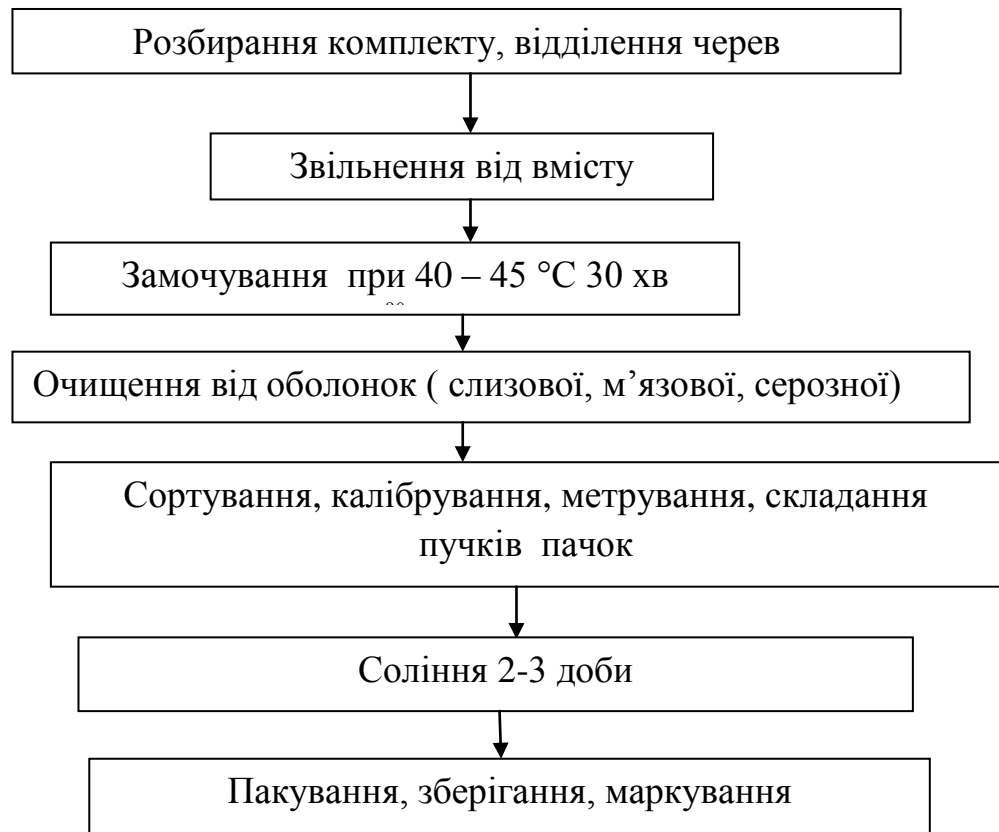 Розбирання комплекту, відділення черев
Звільнення від вмісту
Замочування при 40 – 45 °С 30 хв
Очищення від оболонок ( слизової, м’язової, серозної)
Сортування, калібрування, метрування, складання
пучків пачок
Соління 2-3 доби
Пакування, зберігання, маркування